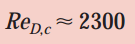 Re_{D,c} ≈ 2300